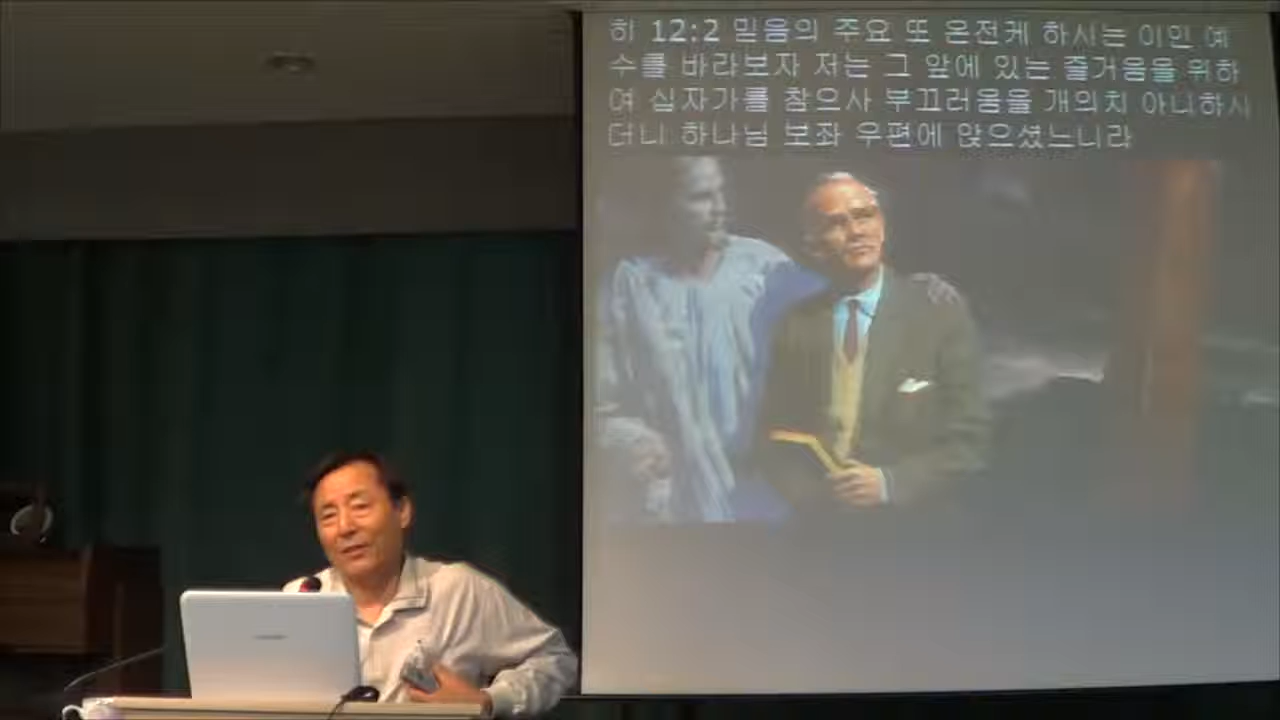 히 12:2 믿음의 주요 또 온전케 하시는 이인 예
수를 바라보자 저는 그 앞에 있는 즐거움을 위하
여 십자가를 참으사 부끄러움을 개의치 아니하시
더니 하나님 보좌 우편에 앉으셨느니라